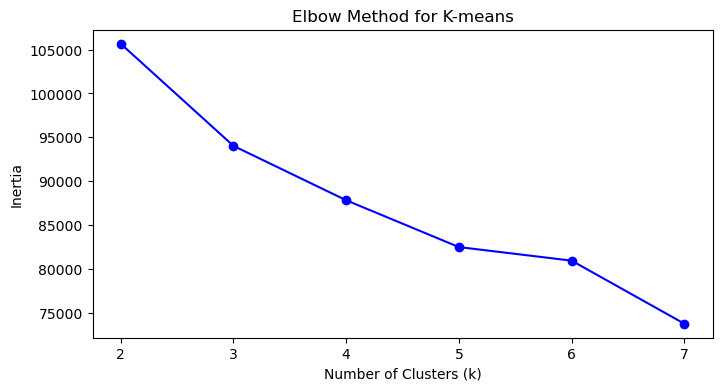 Elbow Method for K-means
Inertia
105000
100000
95000
90000
85000
80000
75000
2 3 4 5 6 7
Number of Clusters (k)